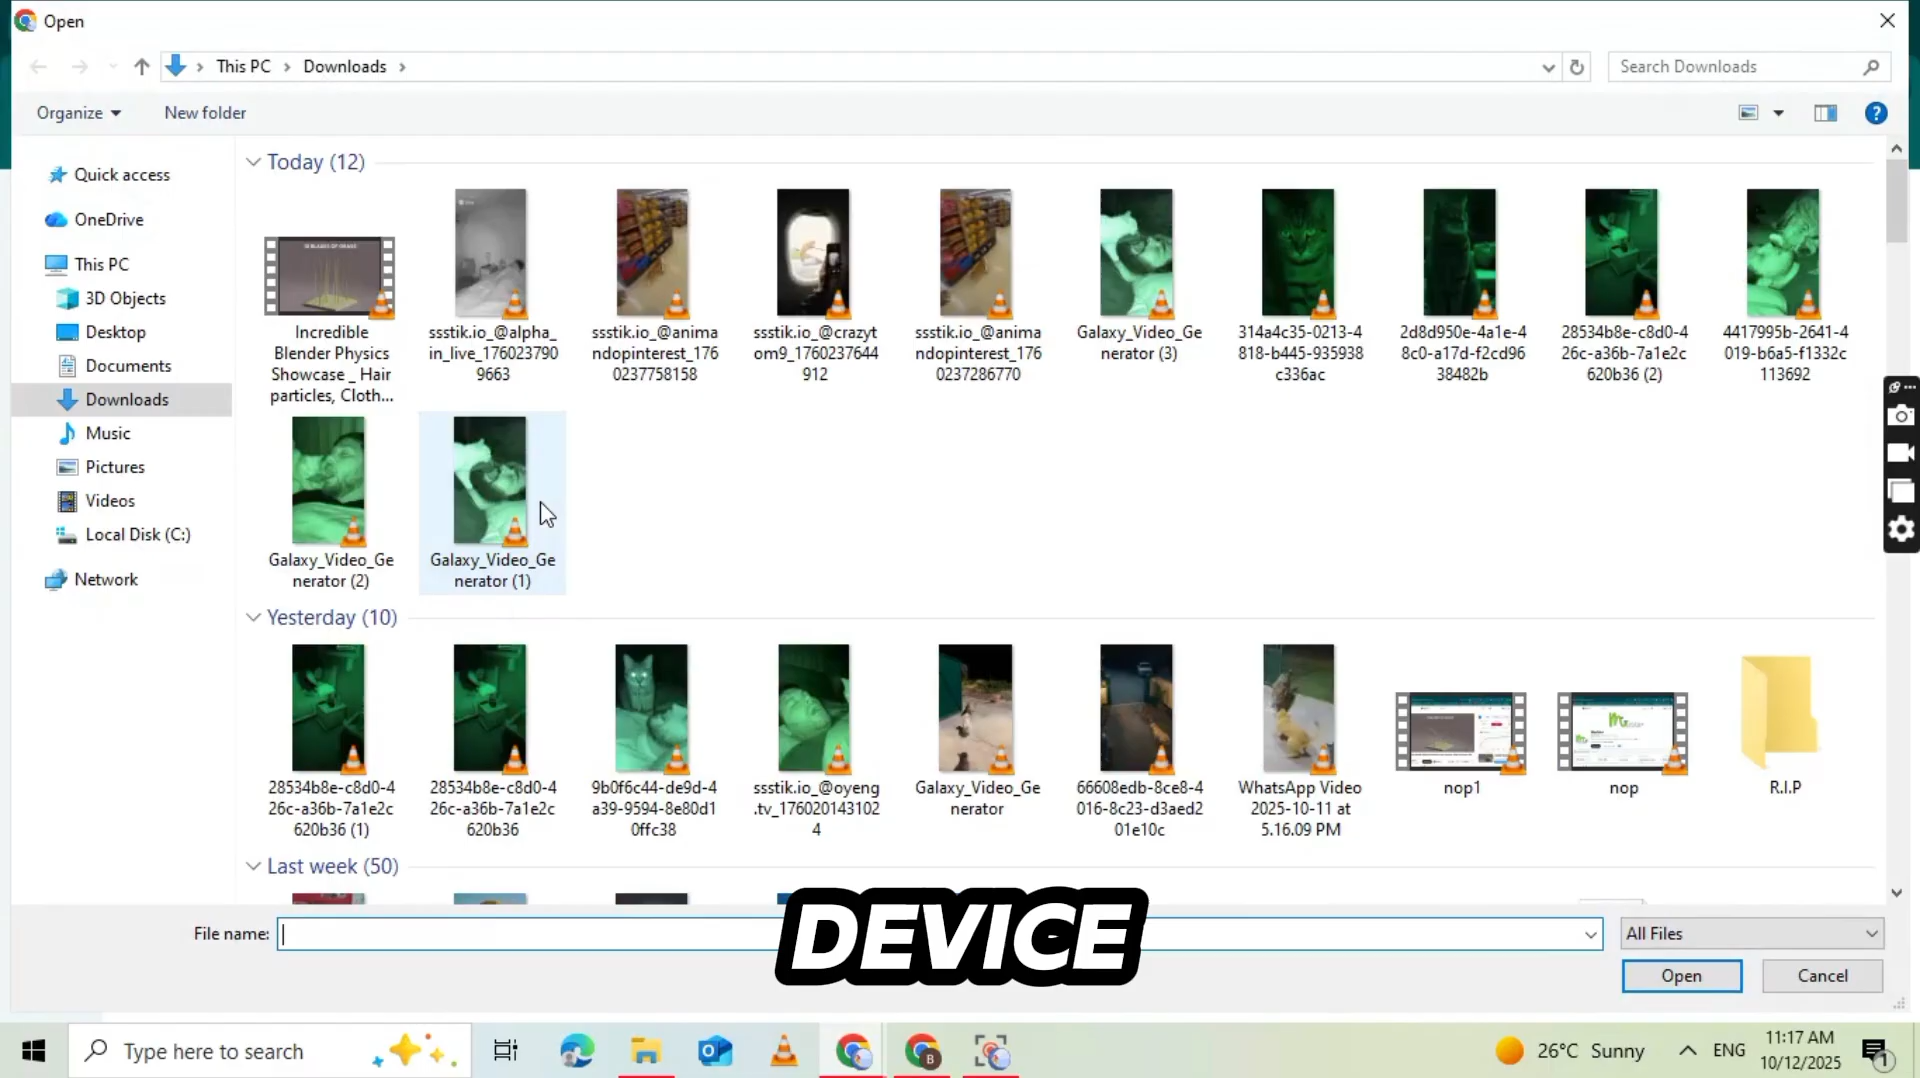 Open
This PC
Downloads
Search Downloads
Organize
New folder
Quick access
OneDrive
This PC
3D Objects
Desktop
Documents
Downloads
Music
Pictures
Videos
Local Disk (C:)
Network
Today (12)
Incredible
Blender Physics
Showcase _ Hair
particles, Cloth...
ssstik.io_@alpha_
in_live_176023790
9663
ssstik.io_@anima
ndopinterest_176
0237758158
ssstik.io_@crazyt
om9_1760237644
912
ssstik.io_@anima
ndopinterest_176
0237286770
Galaxy_Video_Ge
nerator (3)
314a4c35-0213-4
818-b445-935938
c336ac
2d8d950e-4a1e-4
8c0-a17d-f2cd96
38482b
28534b8e-c8d0-4
26c-a36b-7a1e2c
620b36 (2)
4417995b-2641-4
019-b6a5-f1332c
113692
Galaxy_Video_Ge
nerator (2)
Galaxy_Video_Ge
nerator (1)
Yesterday (10)
28534b8e-c8d0-4
26c-a36b-7a1e2c
620b36 (1)
28534b8e-c8d0-4
26c-a36b-7a1e2c
620b36
9b0f6c44-de9d-4
a39-9594-8e80d1
0ffc38
ssstik.io_@oyeng
.tv_176020143102
4
Galaxy_Video_Ge
nerator
66608edb-8ce8-4
016-8c23-d3aed2
01e10c
WhatsApp Video
2025-10-11 at
5.16.09 PM
nop1
nop
R.I.P
Last week (50)
File name:
All Files
DEVICE
Open
Cancel
Type here to search
B
26°C Sunny
ENG
11:17 AM
10/12/2025
1